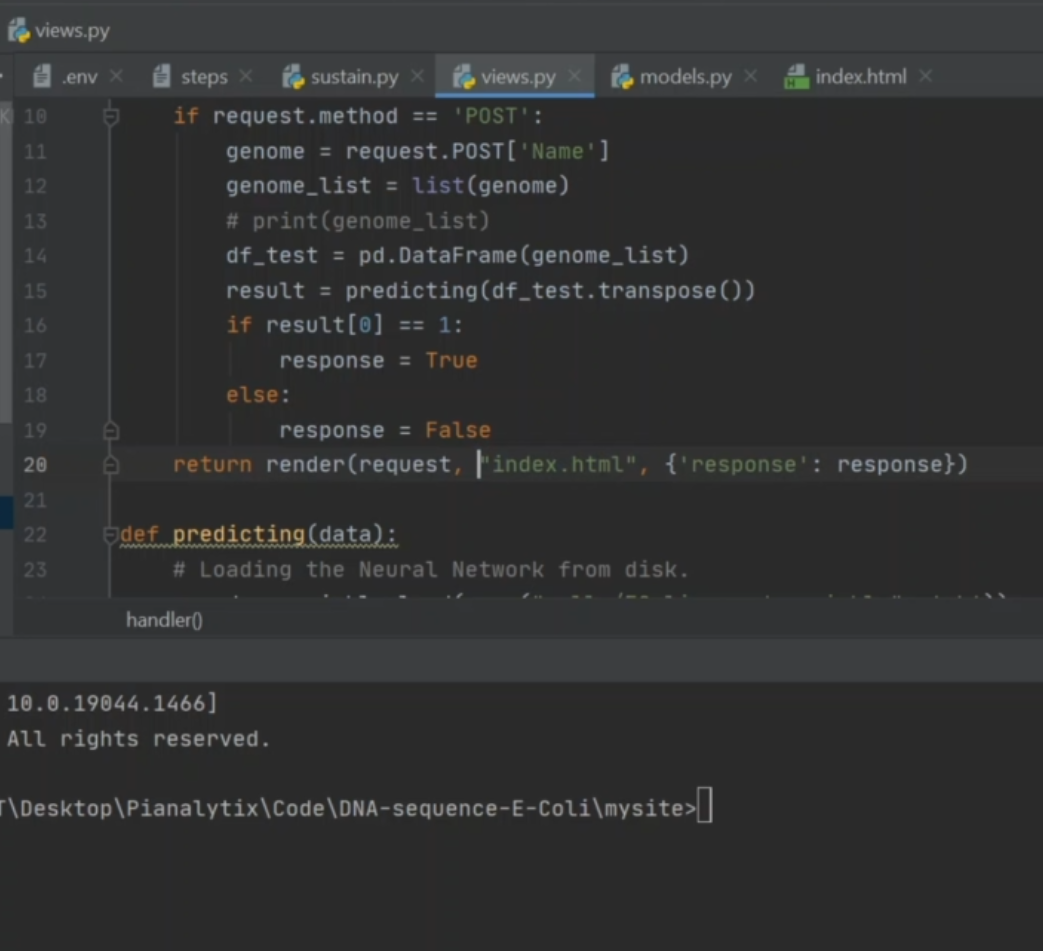 views.py
.env steps sustain.py views.py models.py index.html
10 if request.method == 'POST':
11 genome = request.POST['Name']
12 genome_list = list(genome)
13 # print(genome_list)
14 df_test = pd.DataFrame(genome_list)
15 result = predicting(df_test.transpose())
16 if result[0] == 1:
17 response = True
18 else:
19 response = False
20 return render(request, "index.html", {'response': response})
21
22 def predicting(data):
23 # Loading the Neural Network from disk.
handler()
10.0.19044.1466]
All rights reserved.
\Desktop\Pianalytix\Code\DNA-sequence-E-Coli\mysite>